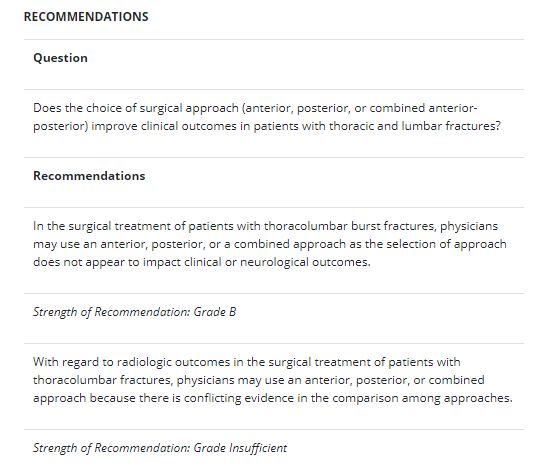 RECOMMENDATIONS
Question
Does the choice of surgical approach (anterior, posterior, or combined anterior-
posterior) improve clinical outcomes in patients with thoracic and lumbar fractures?
Recommendations
In the surgical treatment of patients with thoracolumbar burst fractures, physicians
may use an anterior, posterior, or a combined approach as the selection of approach
does not appear to impact clinical or neurological outcomes.
Strength of Recommendation: Grade B
With regard to radiologic outcomes in the surgical treatment of patients with
thoracolumbar fractures, physicians may use an anterior, posterior, or combined
approach because there is conflicting evidence in the comparison among approaches.
Strength of Recommendation: Grade Insufficient